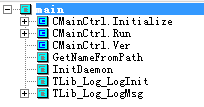 main
CMainCtrl.Initialize
CMainCtrl.Run
CMainCtrl.Ver
GetNameFromPath
InitDaemon
TLib_Log_LogInit
TLib_Log_LogMsg